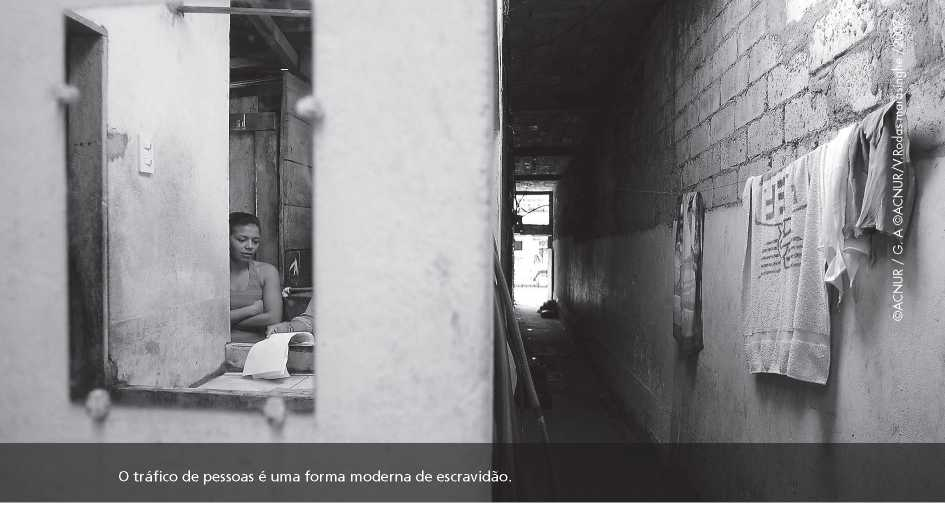 O tráfico de pessoas é uma forma moderna de escravidão.
©ACNUR / G. A ©ACNUR/V.Rodas